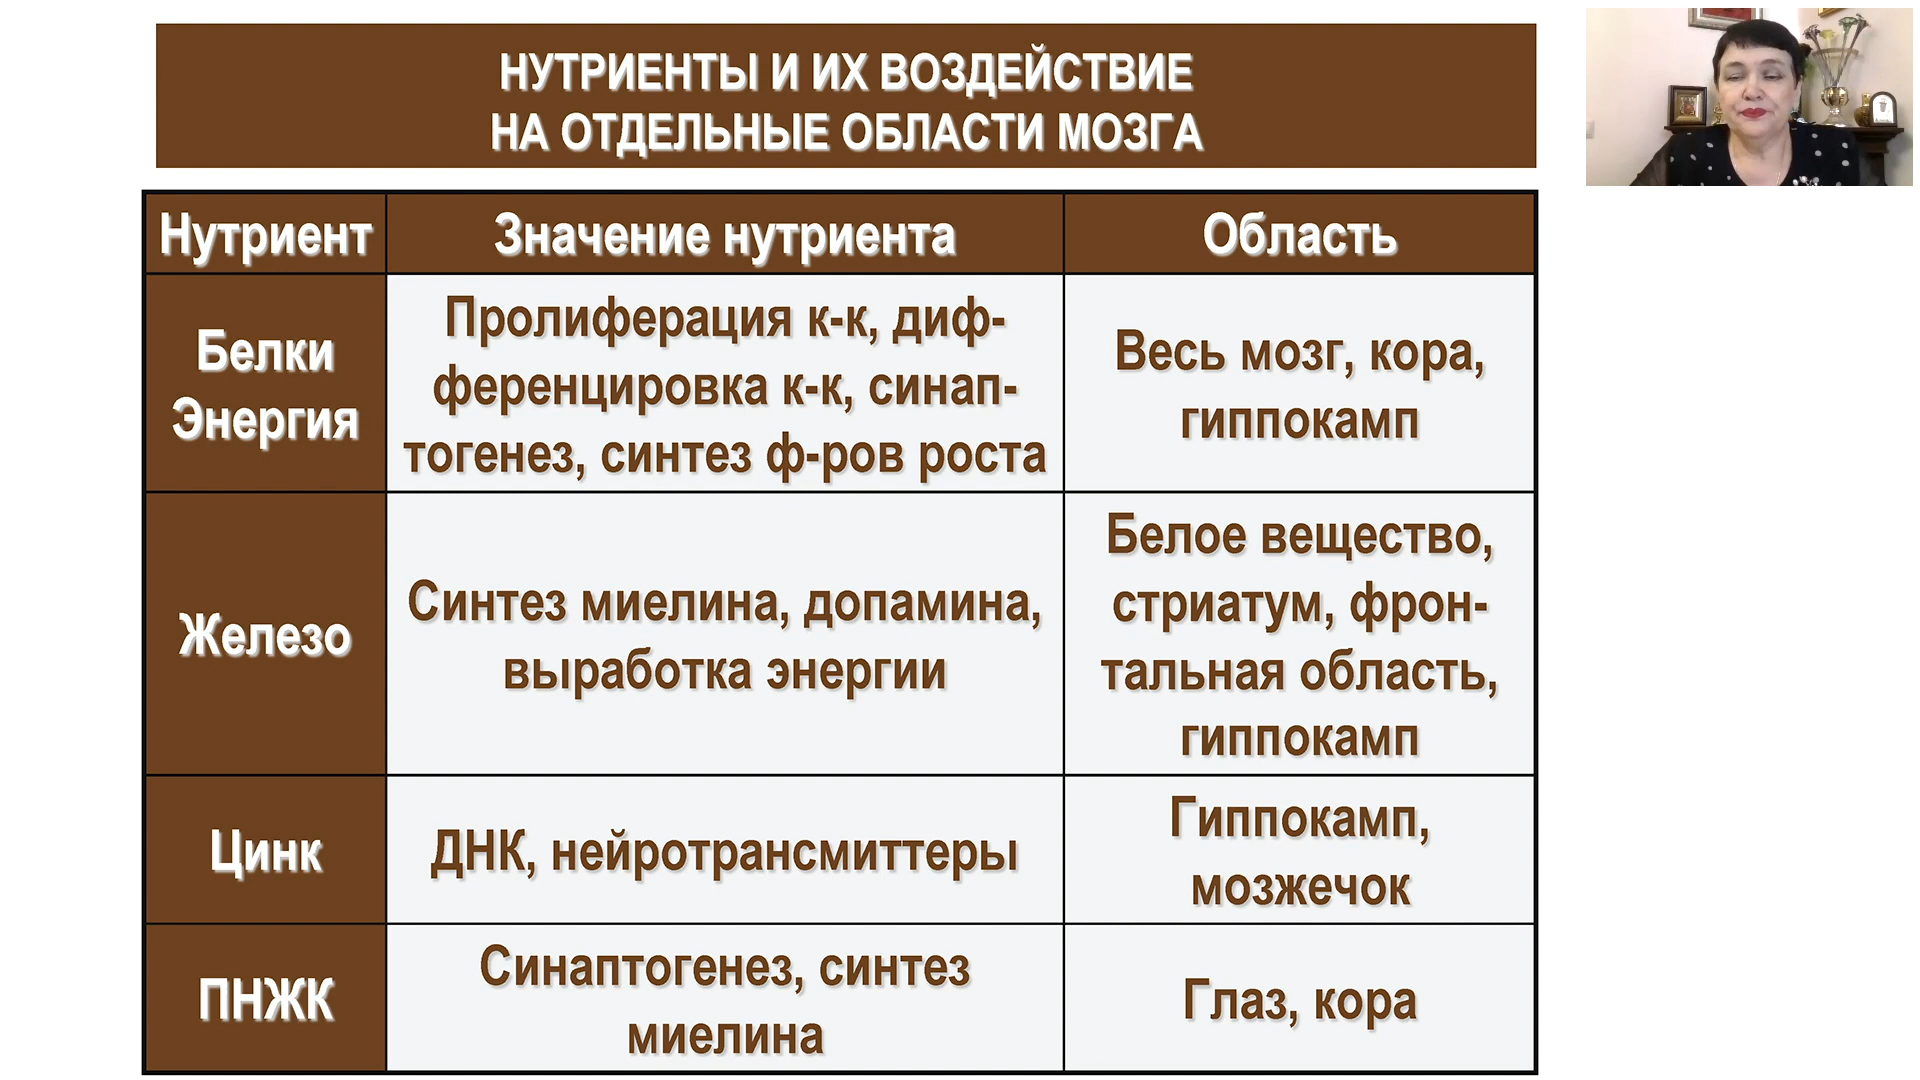 НУТРИЕНТЫ И ИХ ВОЗДЕЙСТВИЕ
НА ОТДЕЛЬНЫЕ ОБЛАСТИ МОЗГА
Нутриент
Значение нутриента
Область
Белки
Энергия
Пролиферация к-к, диф-
ференцировка к-к, синап-
тогенез, синтез ф-ров роста
Весь мозг, кора,
гиппокамп
Железо
Синтез миелина, допамина,
выработка энергии
Белое вещество,
стриатум, фрон-
тальная область,
гиппокамп
Цинк
ДНК, нейротрансмиттеры
Гиппокамп,
мозжечок
ПНЖК
Синаптогенез, синтез
миелина
Глаз, кора